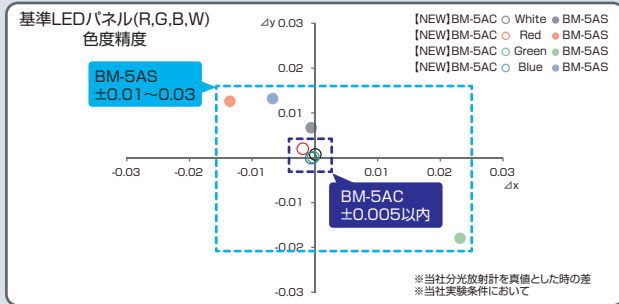 基準LEDパネル(R,G,B,W)
色度精度
⊿y 0.03
【NEW】BM-5AC ○ White ● BM-5AS
【NEW】BM-5AC ○ Red ● BM-5AS
【NEW】BM-5AC ○ Green ● BM-5AS
【NEW】BM-5AC ○ Blue ● BM-5AS
0.02
BM-5AS
±0.01～0.03
0.01
0
-0.03 -0.02 -0.01 0 0.01 0.02 0.03
⊿x
-0.01
BM-5AC
±0.005以内
-0.02
-0.03
※当社分光放射計を真値とした時の差
※当社実験条件において